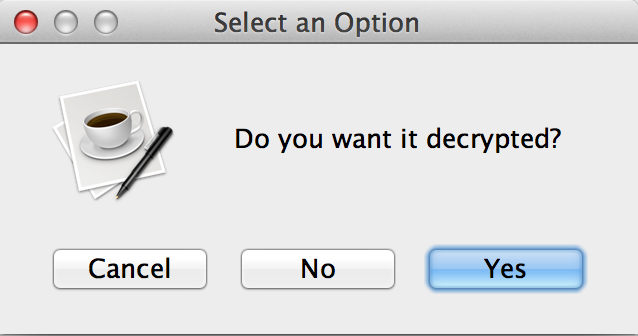 Select an Option
Do you want it decrypted?
Cancel No Yes